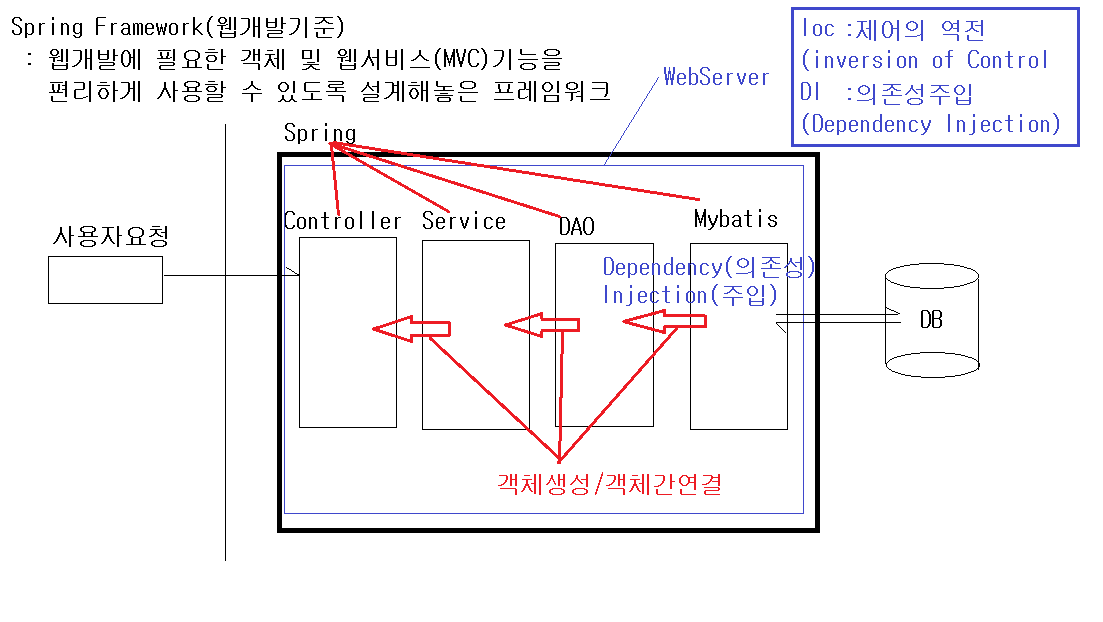 Spring Framework(웹개발기준)
: 웹개발에 필요한 객체 및 웹서비스(MVC)기능을
편리하게 사용할 수 있도록 설계해놓은 프레임워크
Ioc :제어의 역전
(inversion of Control
DI :의존성주입
(Dependency Injection)
WebServer
Spring
Controller
Service
DAO
Mybatis
사용자요청
Dependency(의존성)
Injection(주입)
DB
객체생성/객체간연결